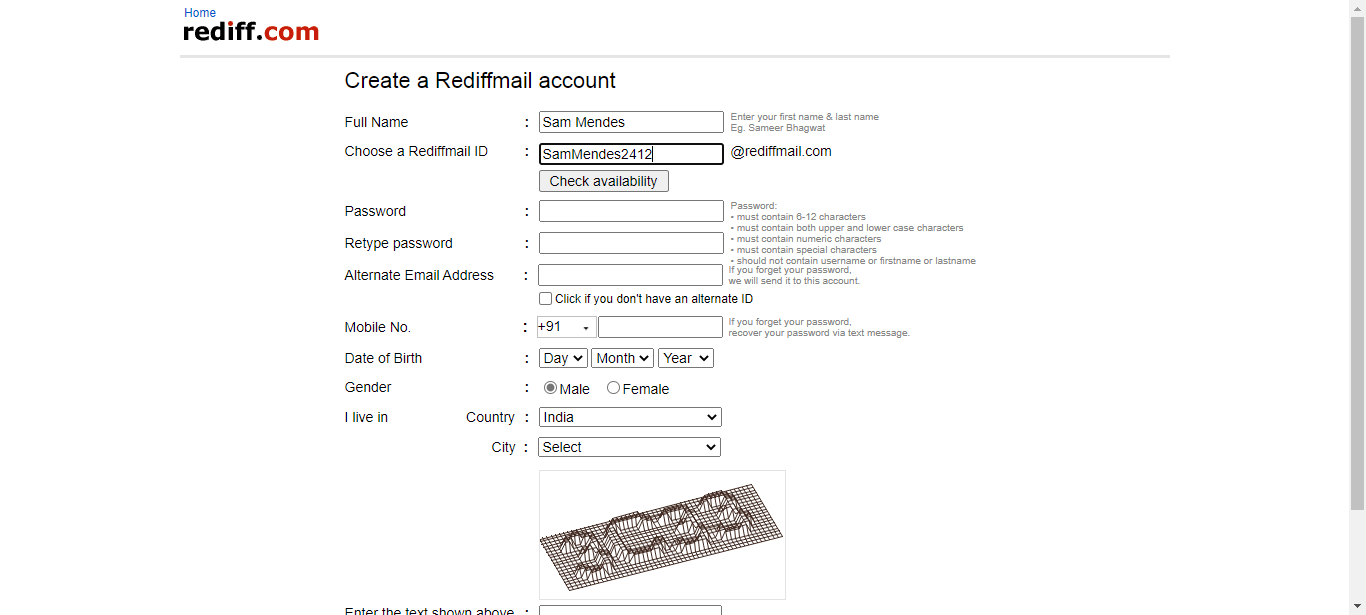 Home
rediff.com
Create a Rediffmail account
Full Name : Sam Mendes Enter your first name & last name
Eg. Sameer Bhagwat
Choose a Rediffmail ID : SamMendes2412 @rediffmail.com
Check availability
Password : Password:
• must contain 6-12 characters
• must contain both upper and lower case characters
Retype password : • must contain numeric characters
• must contain special characters
• should not contain username or firstname or lastname
Alternate Email Address : If you forget your password,
we will send it to this account.
Click if you don't have an alternate ID
Mobile No. : +91 If you forget your password,
recover your password via text message.
Date of Birth : Day Month Year
Gender : Male Female
I live in Country : India
City : Select
Enter the text shown above :